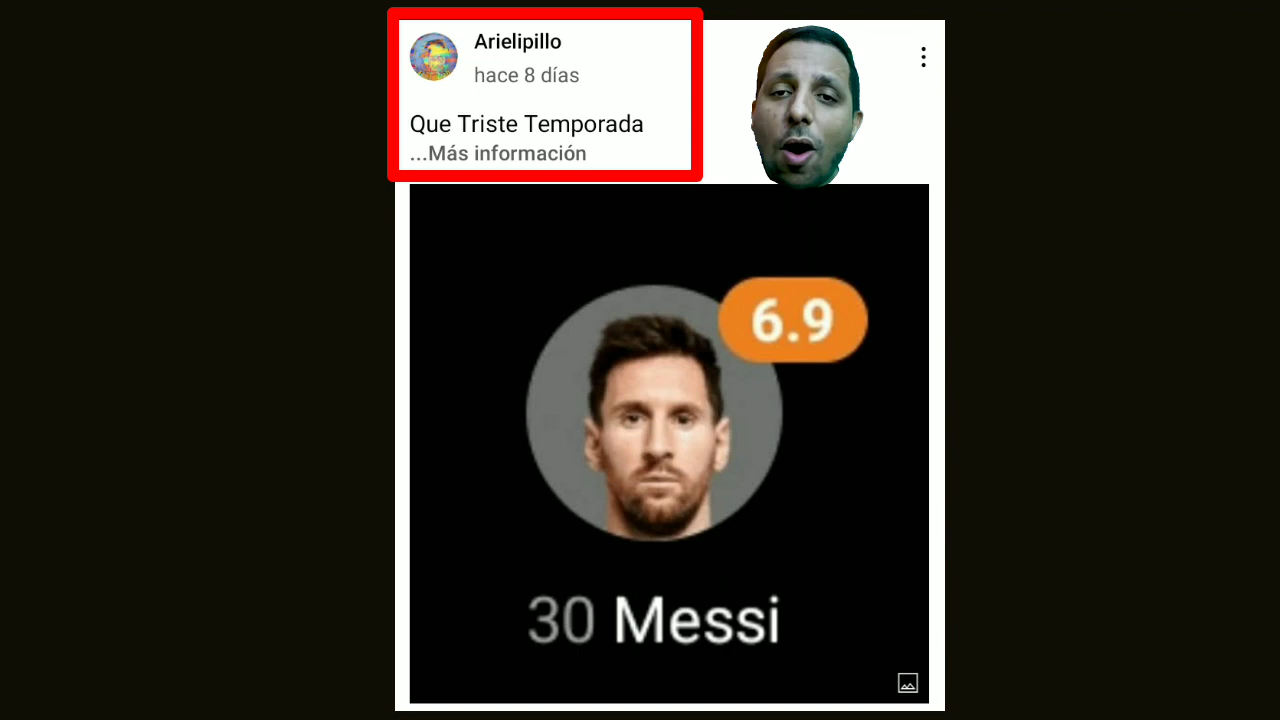 Arielipillo
hace 8 días
Que Triste Temporada
...Más información
6.9
30 Messi